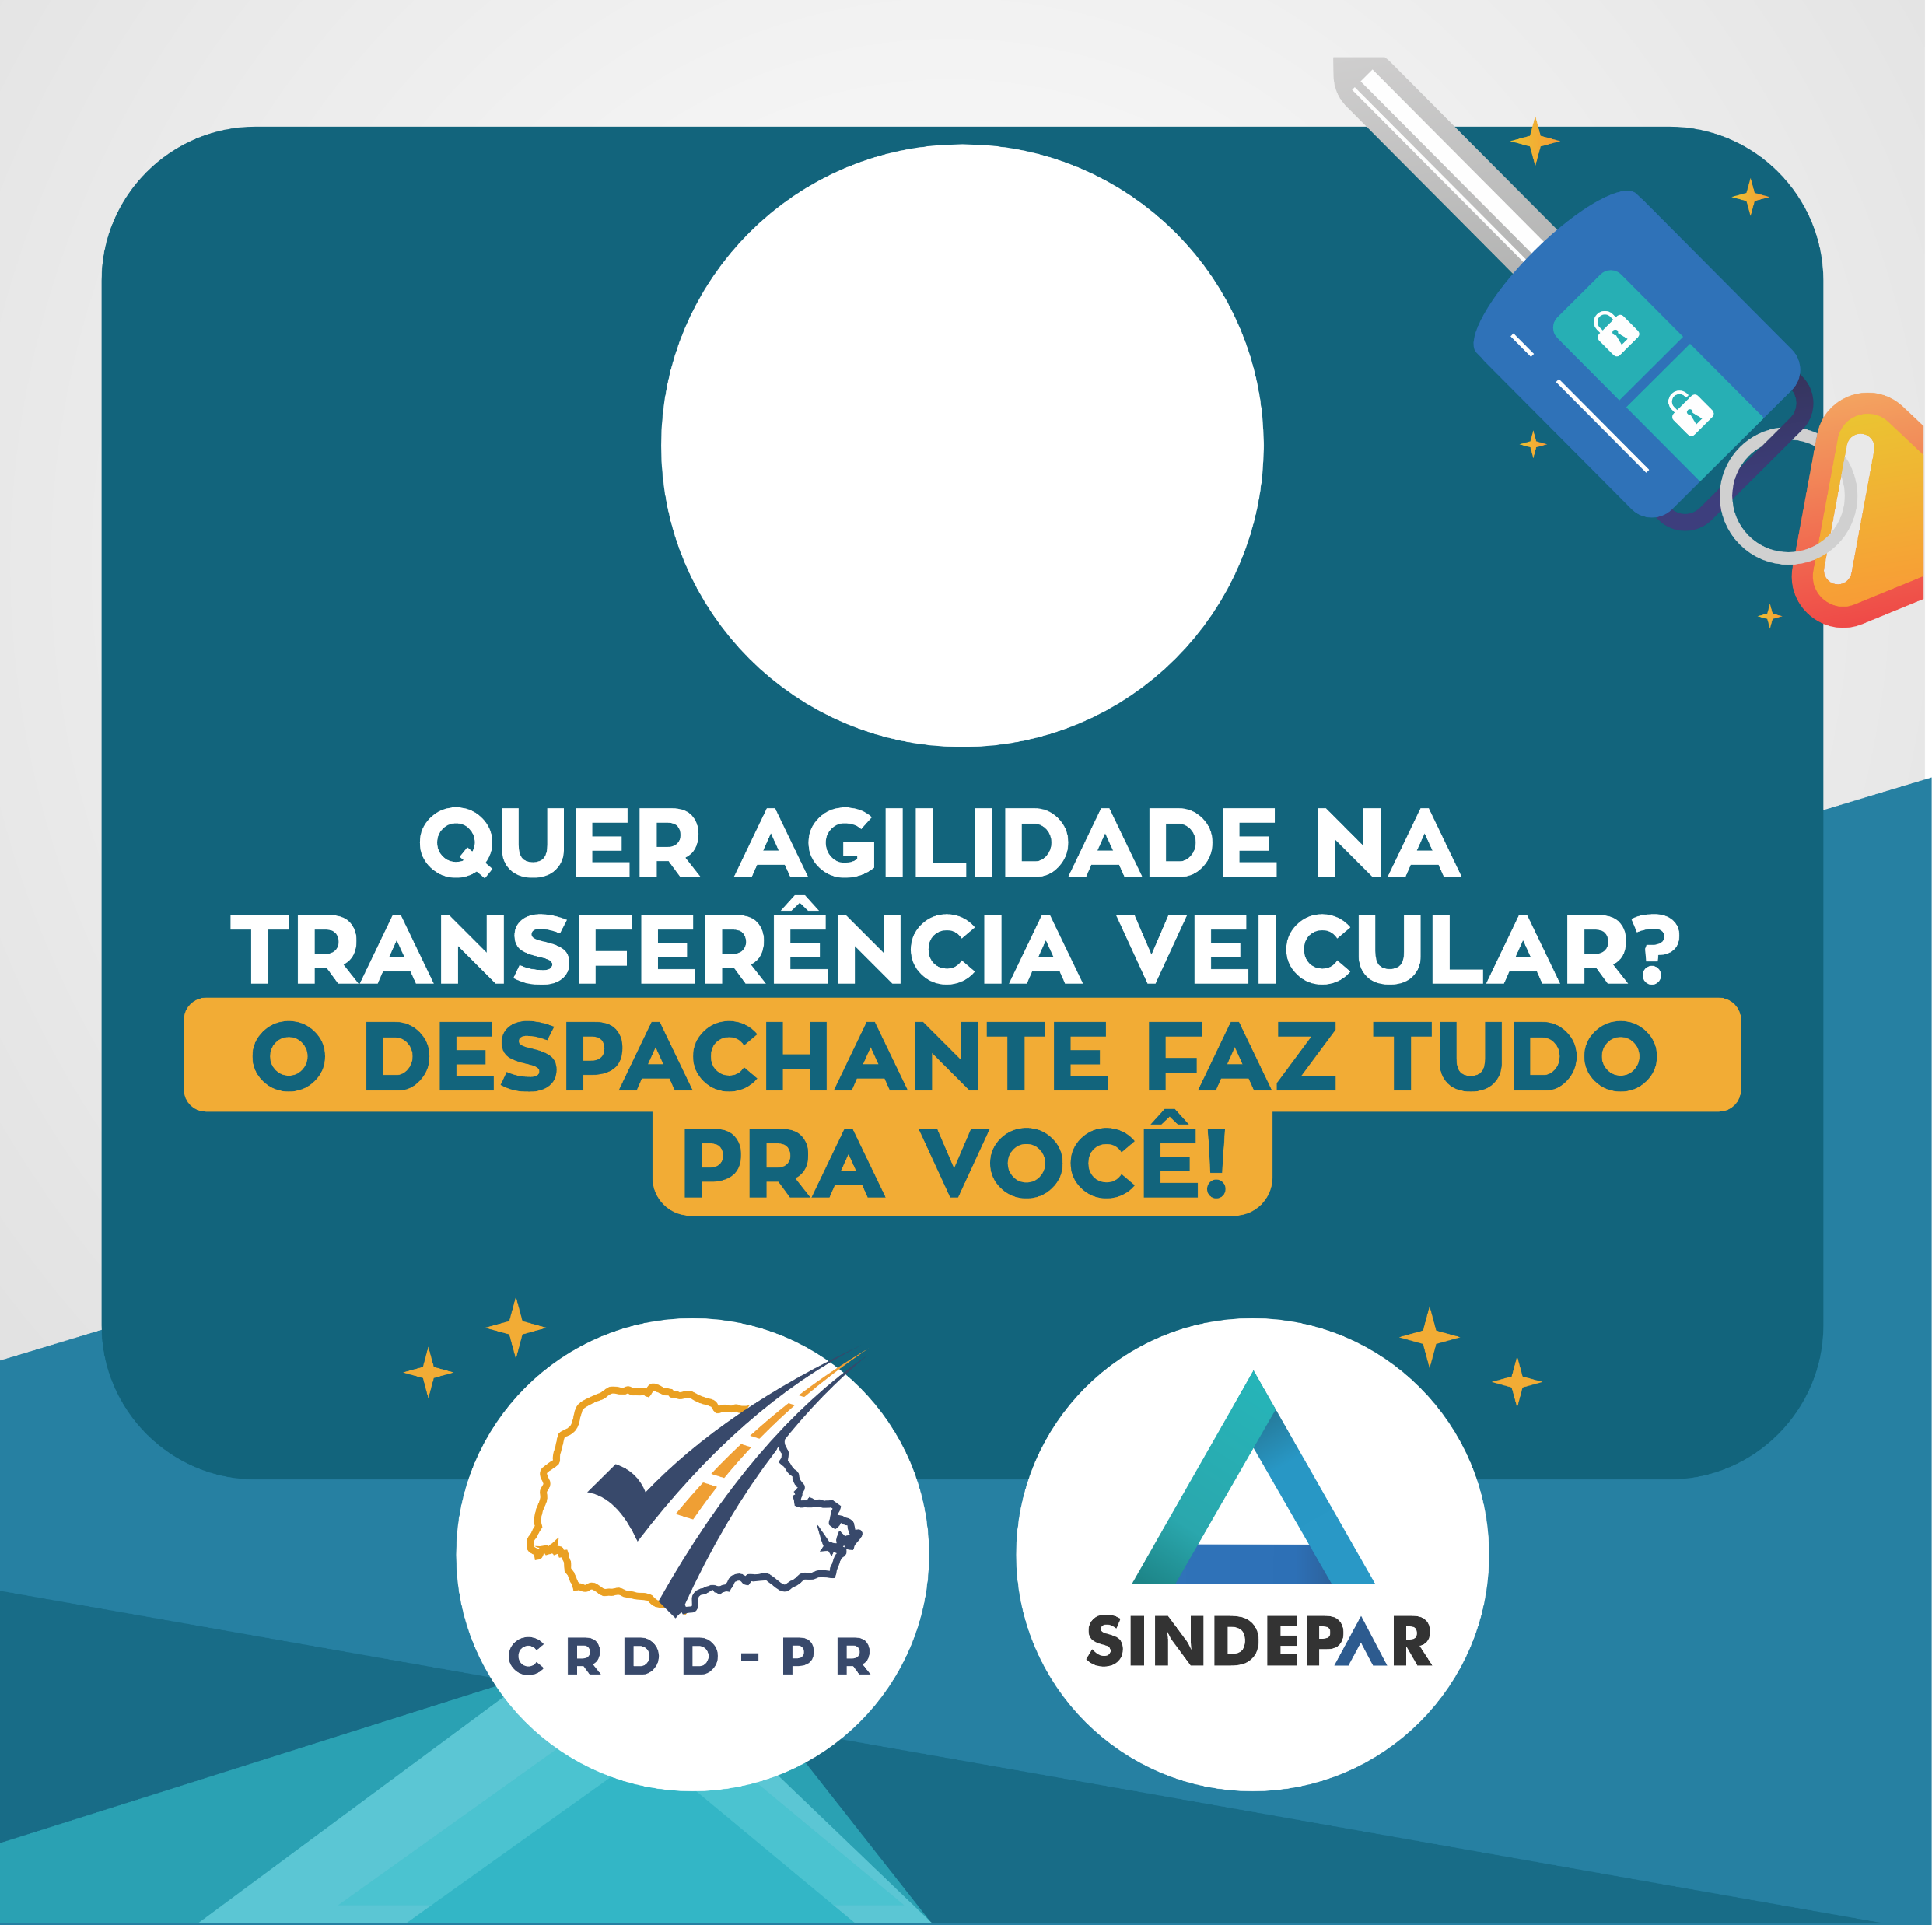 QUER AGILIDADE NA
TRANSFERÊNCIA VEICULAR?
O DESPACHANTE FAZ TUDO
PRA VOCÊ!
CRDD-PR
SINDEPAR